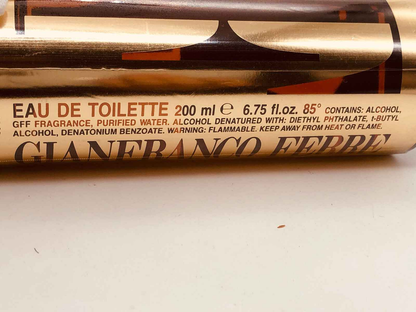 EAU DE TOILETTE 200 ml ℮ 6.75 fl.oz. 85° CONTAINS: ALCOHOL,
GFF FRAGRANCE, PURIFIED WATER. ALCOHOL DENATURED WITH: DIETHYL PHTHALATE, t-BUTYL
ALCOHOL, DENATONIUM BENZOATE. WARNING: FLAMMABLE. KEEP AWAY FROM HEAT OR FLAME.
GIANFRANCO FERRE